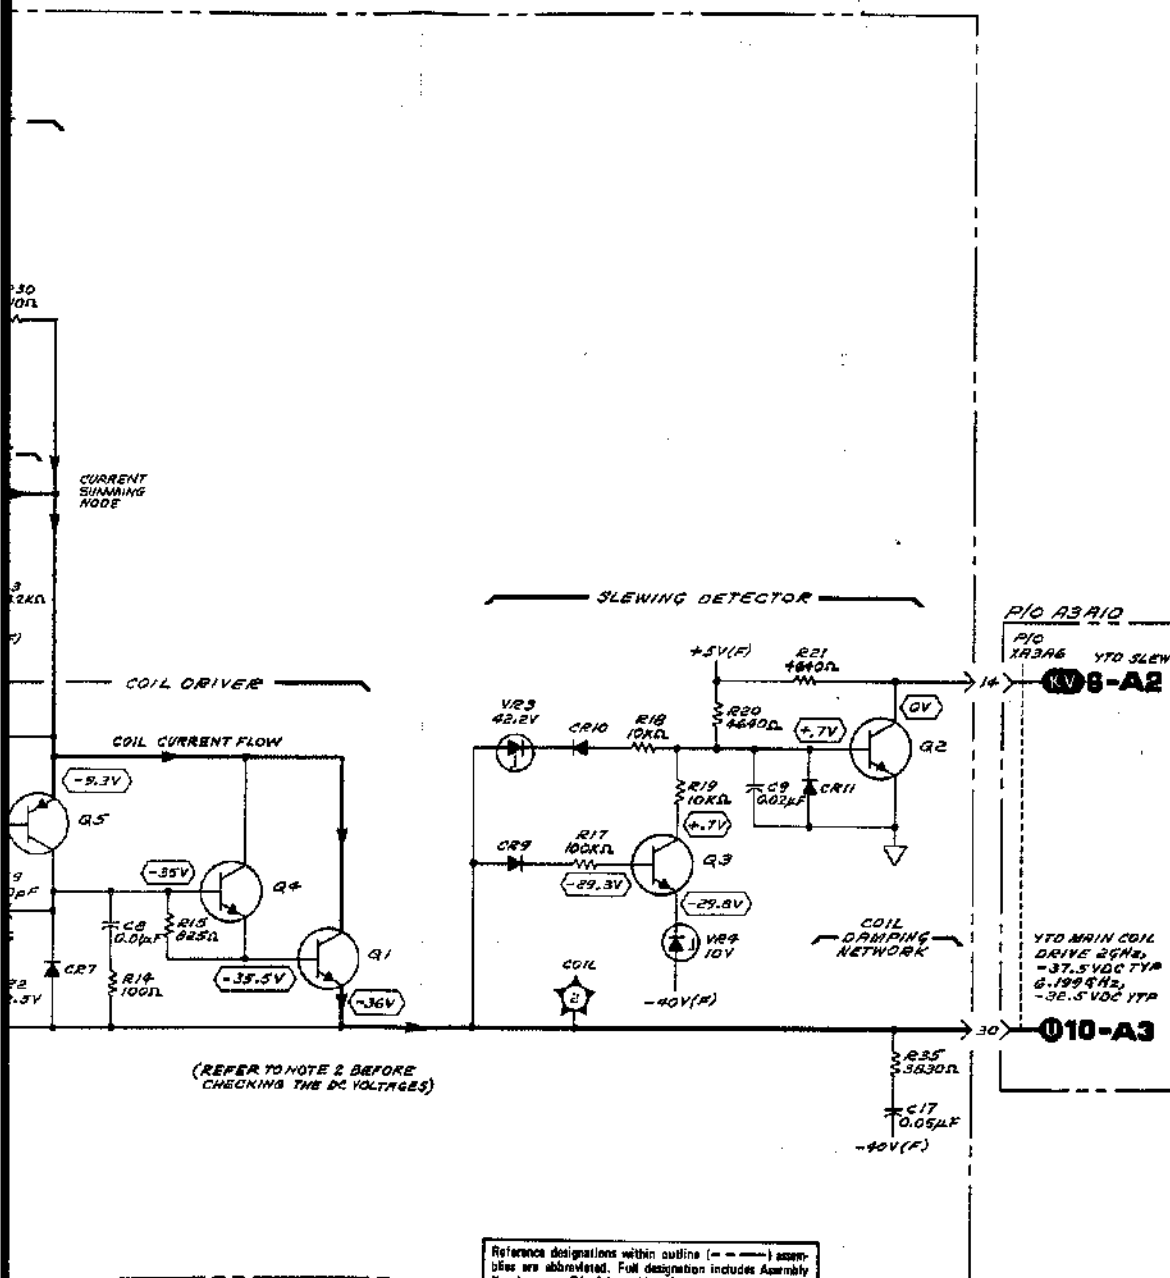 CURRENT
SUMMING
NODE
SLEWING DETECTOR
P/O A3A10
P/O
XA3A6
YTO SLEW
+5V(F)
R21
4640Ω
14
KV 6-A2
COIL DRIVER
VR3
42.2V
CR10
R18
10KΩ
R20
4640Ω
+.7V
0V
Q2
COIL CURRENT FLOW
-9.3V
Q5
R19
10KΩ
C9
0.02µF
CR11
+.7V
CR9
R17
100KΩ
Q3
-35V
Q4
-29.3V
-29.8V
C8
0.01µF
R15
825Ω
VR4
10V
COIL
DAMPING
NETWORK
CR7
R14
100Ω
-35.5V
Q1
-36V
COIL
2
-40V(F)
YTO MAIN COIL
DRIVE 2GHz,
-37.5VDC TYP
-32.5VDC TYP
30
U 10-A3
(REFER TO NOTE 2 BEFORE
CHECKING THE DC VOLTAGES)
R35
3830Ω
C17
0.05µF
-40V(F)
Reference designations within outline (— — —) assem-
blies are abbreviated. Full designation includes Assembly